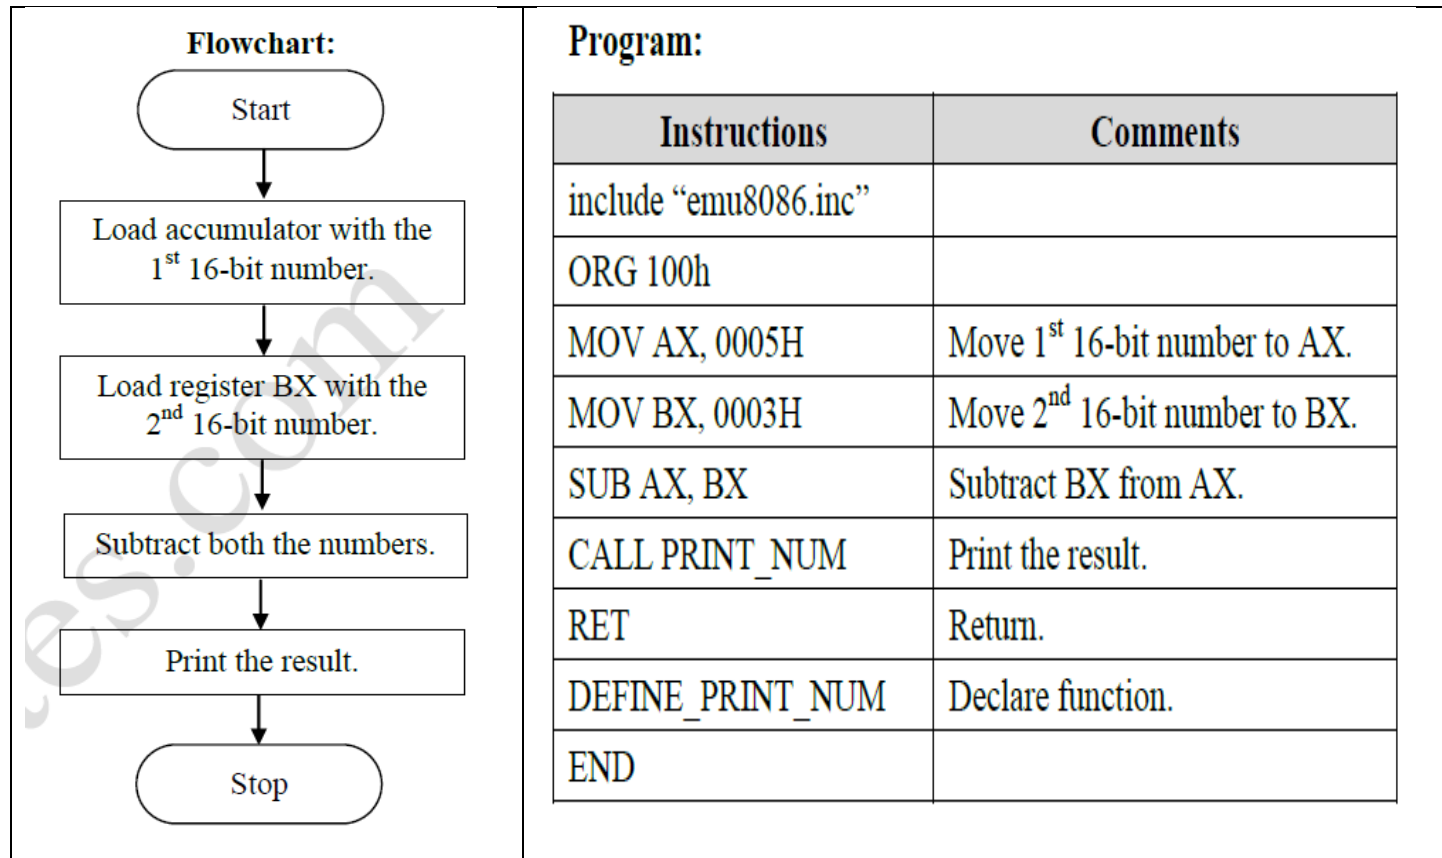 Flowchart:
Start
Load accumulator with the
1st 16-bit number.
Load register BX with the
2nd 16-bit number.
Subtract both the numbers.
Print the result.
Stop
tes.com
Program:
Instructions Comments
include “emu8086.inc”
ORG 100h
MOV AX, 0005H Move 1st 16-bit number to AX.
MOV BX, 0003H Move 2nd 16-bit number to BX.
SUB AX, BX Subtract BX from AX.
CALL PRINT_NUM Print the result.
RET Return.
DEFINE_PRINT_NUM Declare function.
END